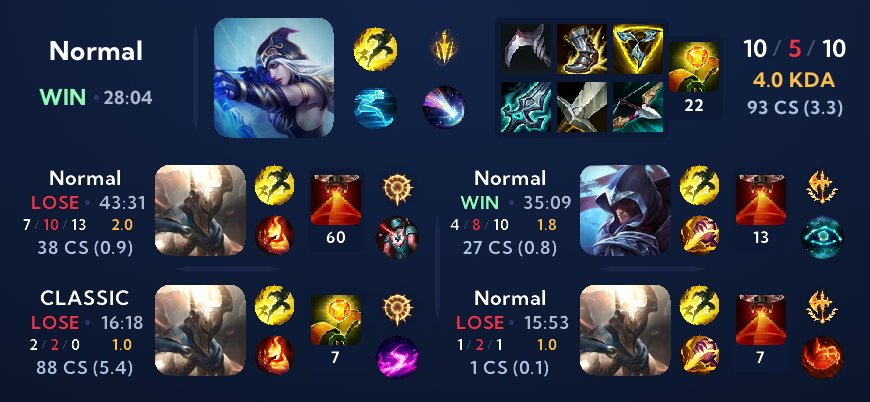 Normal
WIN • 28:04
22
10 / 5 / 10
4.0 KDA
93 CS (3.3)
Normal
LOSE • 43:31
7 / 10 / 13 2.0
38 CS (0.9)
60
Normal
WIN • 35:09
4 / 8 / 10 1.8
27 CS (0.8)
13
CLASSIC
LOSE • 16:18
2 / 2 / 0 1.0
88 CS (5.4)
7
Normal
LOSE • 15:53
1 / 2 / 1 1.0
1 CS (0.1)
7